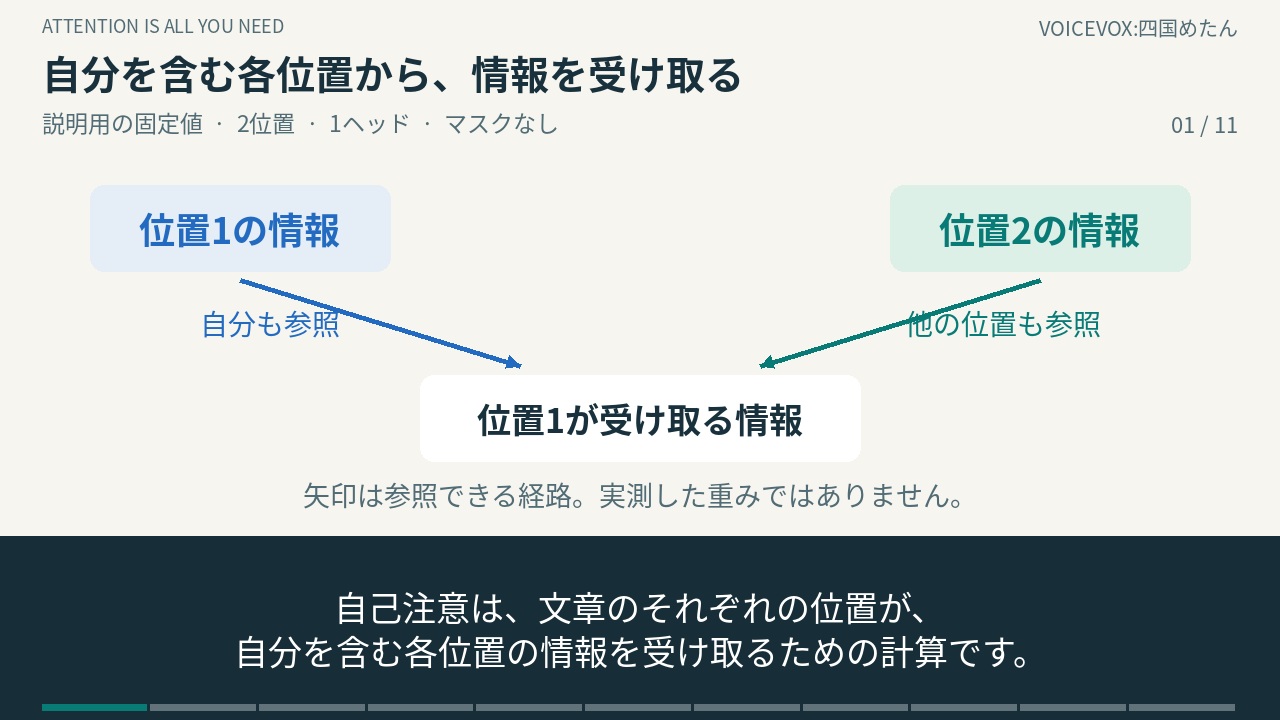 ATTENTION IS ALL YOU NEED
VOICEVOX:四国めたん
自分を含む各位置から、情報を受け取る
説明用の固定値 · 2位置 · 1ヘッド · マスクなし
01 / 11
位置1の情報
位置2の情報
自分も参照
他の位置も参照
位置1が受け取る情報
矢印は参照できる経路。実測した重みではありません。
自己注意は、文章のそれぞれの位置が、
自分を含む各位置の情報を受け取るための計算です。